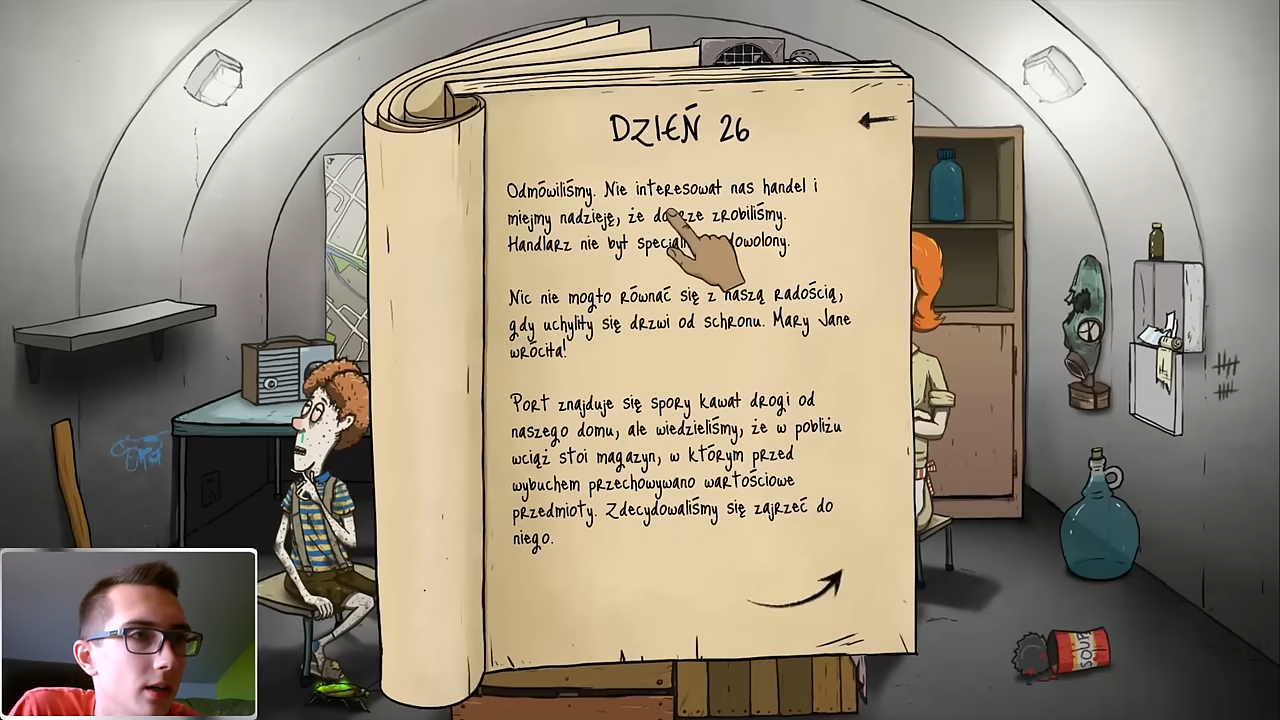 DZIEŃ 26
Odmówiliśmy. Nie interesował nas handel i
miejmy nadzieję, że zrobiliśmy.
Handlarz nie był
Nic nie mogło równać się z naszą radością,
gdy uchyliły się drzwi od schronu. Mary Jane
wróciła!
Port znajduje się spory kawał drogi od
naszego domu, ale wiedzieliśmy, że w pobliżu
wciąż stoi magazyn, w którym przed
wybuchem przechowywano wartościowe
przedmioty. Zdecydowaliśmy się zajrzeć do
niego.
SOUP